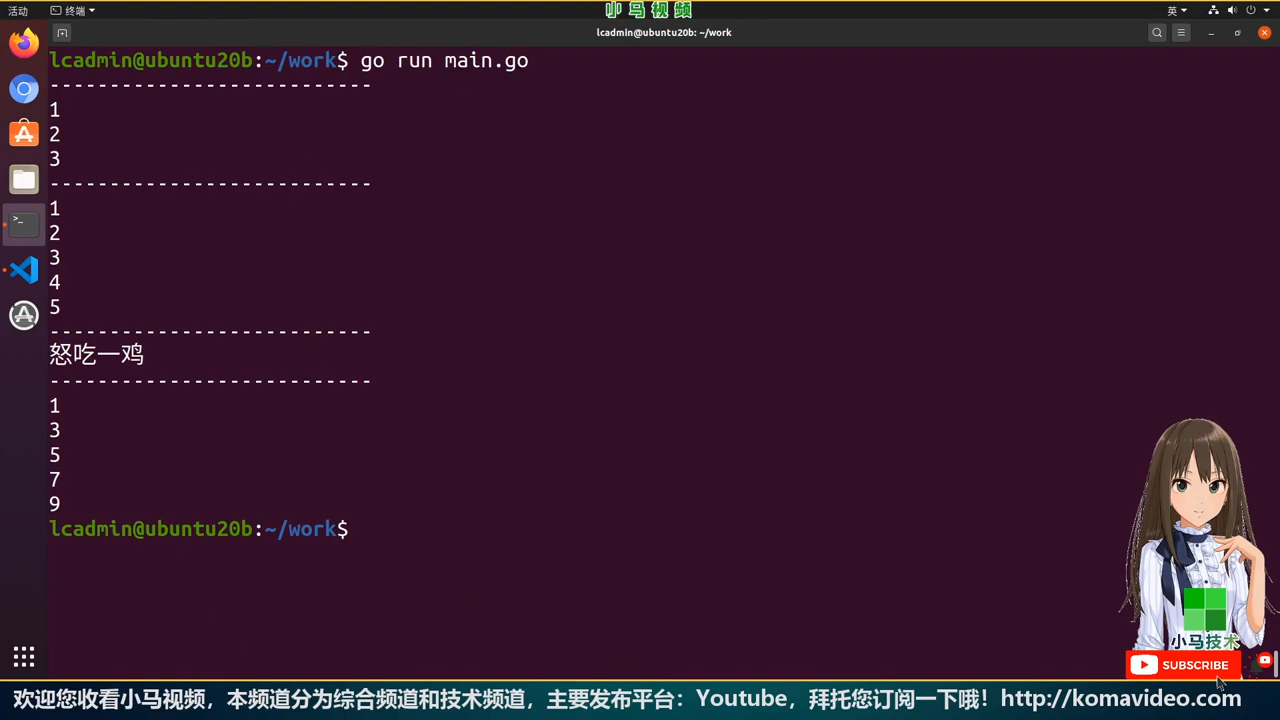 活动
终端
小马视频
英
lcadmin@ubuntu20b: ~/work
lcadmin@ubuntu20b:~/work$ go run main.go
---------------------------
1
2
3
---------------------------
1
2
3
4
5
---------------------------
怒吃一鸡
---------------------------
1
3
5
7
9
lcadmin@ubuntu20b:~/work$
小马技术
SUBSCRIBE
欢迎您收看小马视频，本频道分为综合频道和技术频道，主要发布平台：Youtube，拜托您订阅一下哦！http://komavideo.com